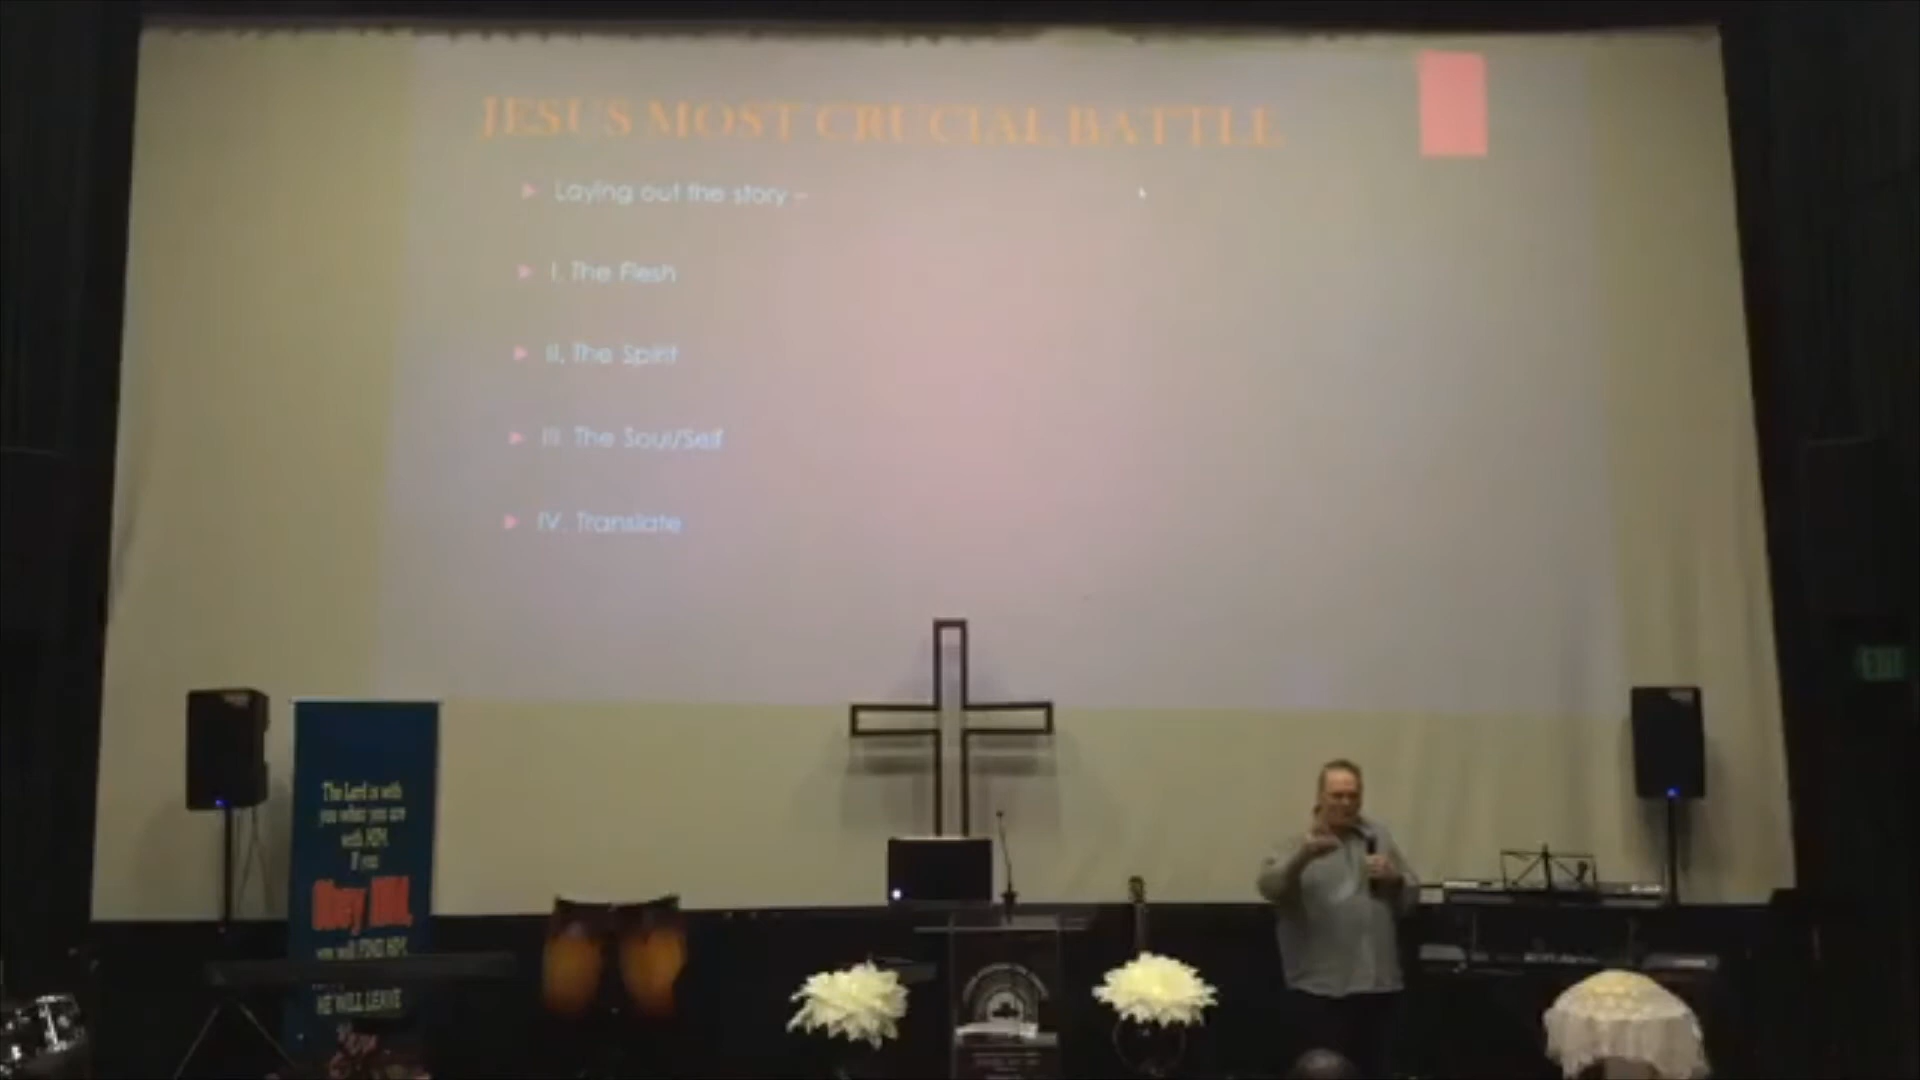 JESUS MOST CRUCIAL BATTLE
Laying out the story –
I. The Flesh
II. The Spirit
III. The Soul/Self
IV. Translate
EXIT
The Lord is with
you when you are
with HIM.
If you
Obey HIM,
you will FIND HIM,
HE WILL LEAVE